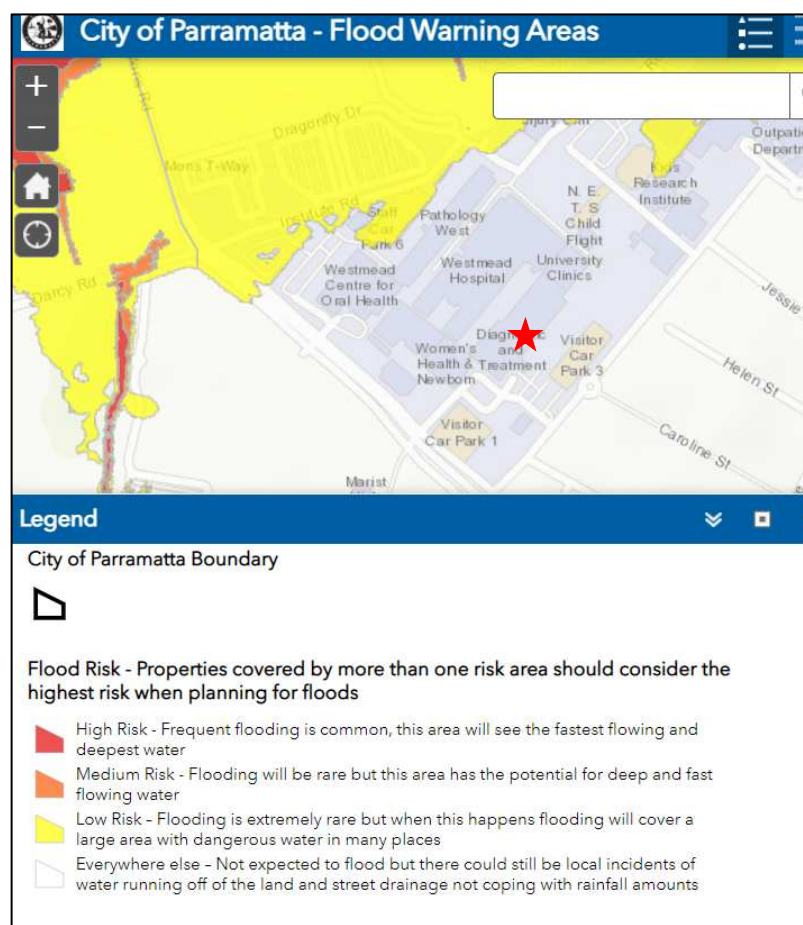 City of Parramatta - Flood Warning Areas
+
−
Dragonfly Dr
Mons T-Way
Institute Rd
Staff
Car
Park 6
Darcy Rd
Pathology
West
Westmead
Hospital
Westmead
Centre for
Oral Health
N. E.
T. S
Child
Flight
University
Clinics
Kids
Research
Institute
Women's
Health &
Newborn
and
Treatment
Visitor
Car
Park 3
Visitor
Car Park 1
Marist
Jessie
Helen St
Caroline St
Legend
City of Parramatta Boundary
Flood Risk - Properties covered by more than one risk area should consider the
highest risk when planning for floods
High Risk - Frequent flooding is common, this area will see the fastest flowing and
deepest water
Medium Risk - Flooding will be rare but this area has the potential for deep and fast
flowing water
Low Risk - Flooding is extremely rare but when this happens flooding will cover a
large area with dangerous water in many places
Everywhere else - Not expected to flood but there could still be local incidents of
water running off of the land and street drainage not coping with rainfall amounts